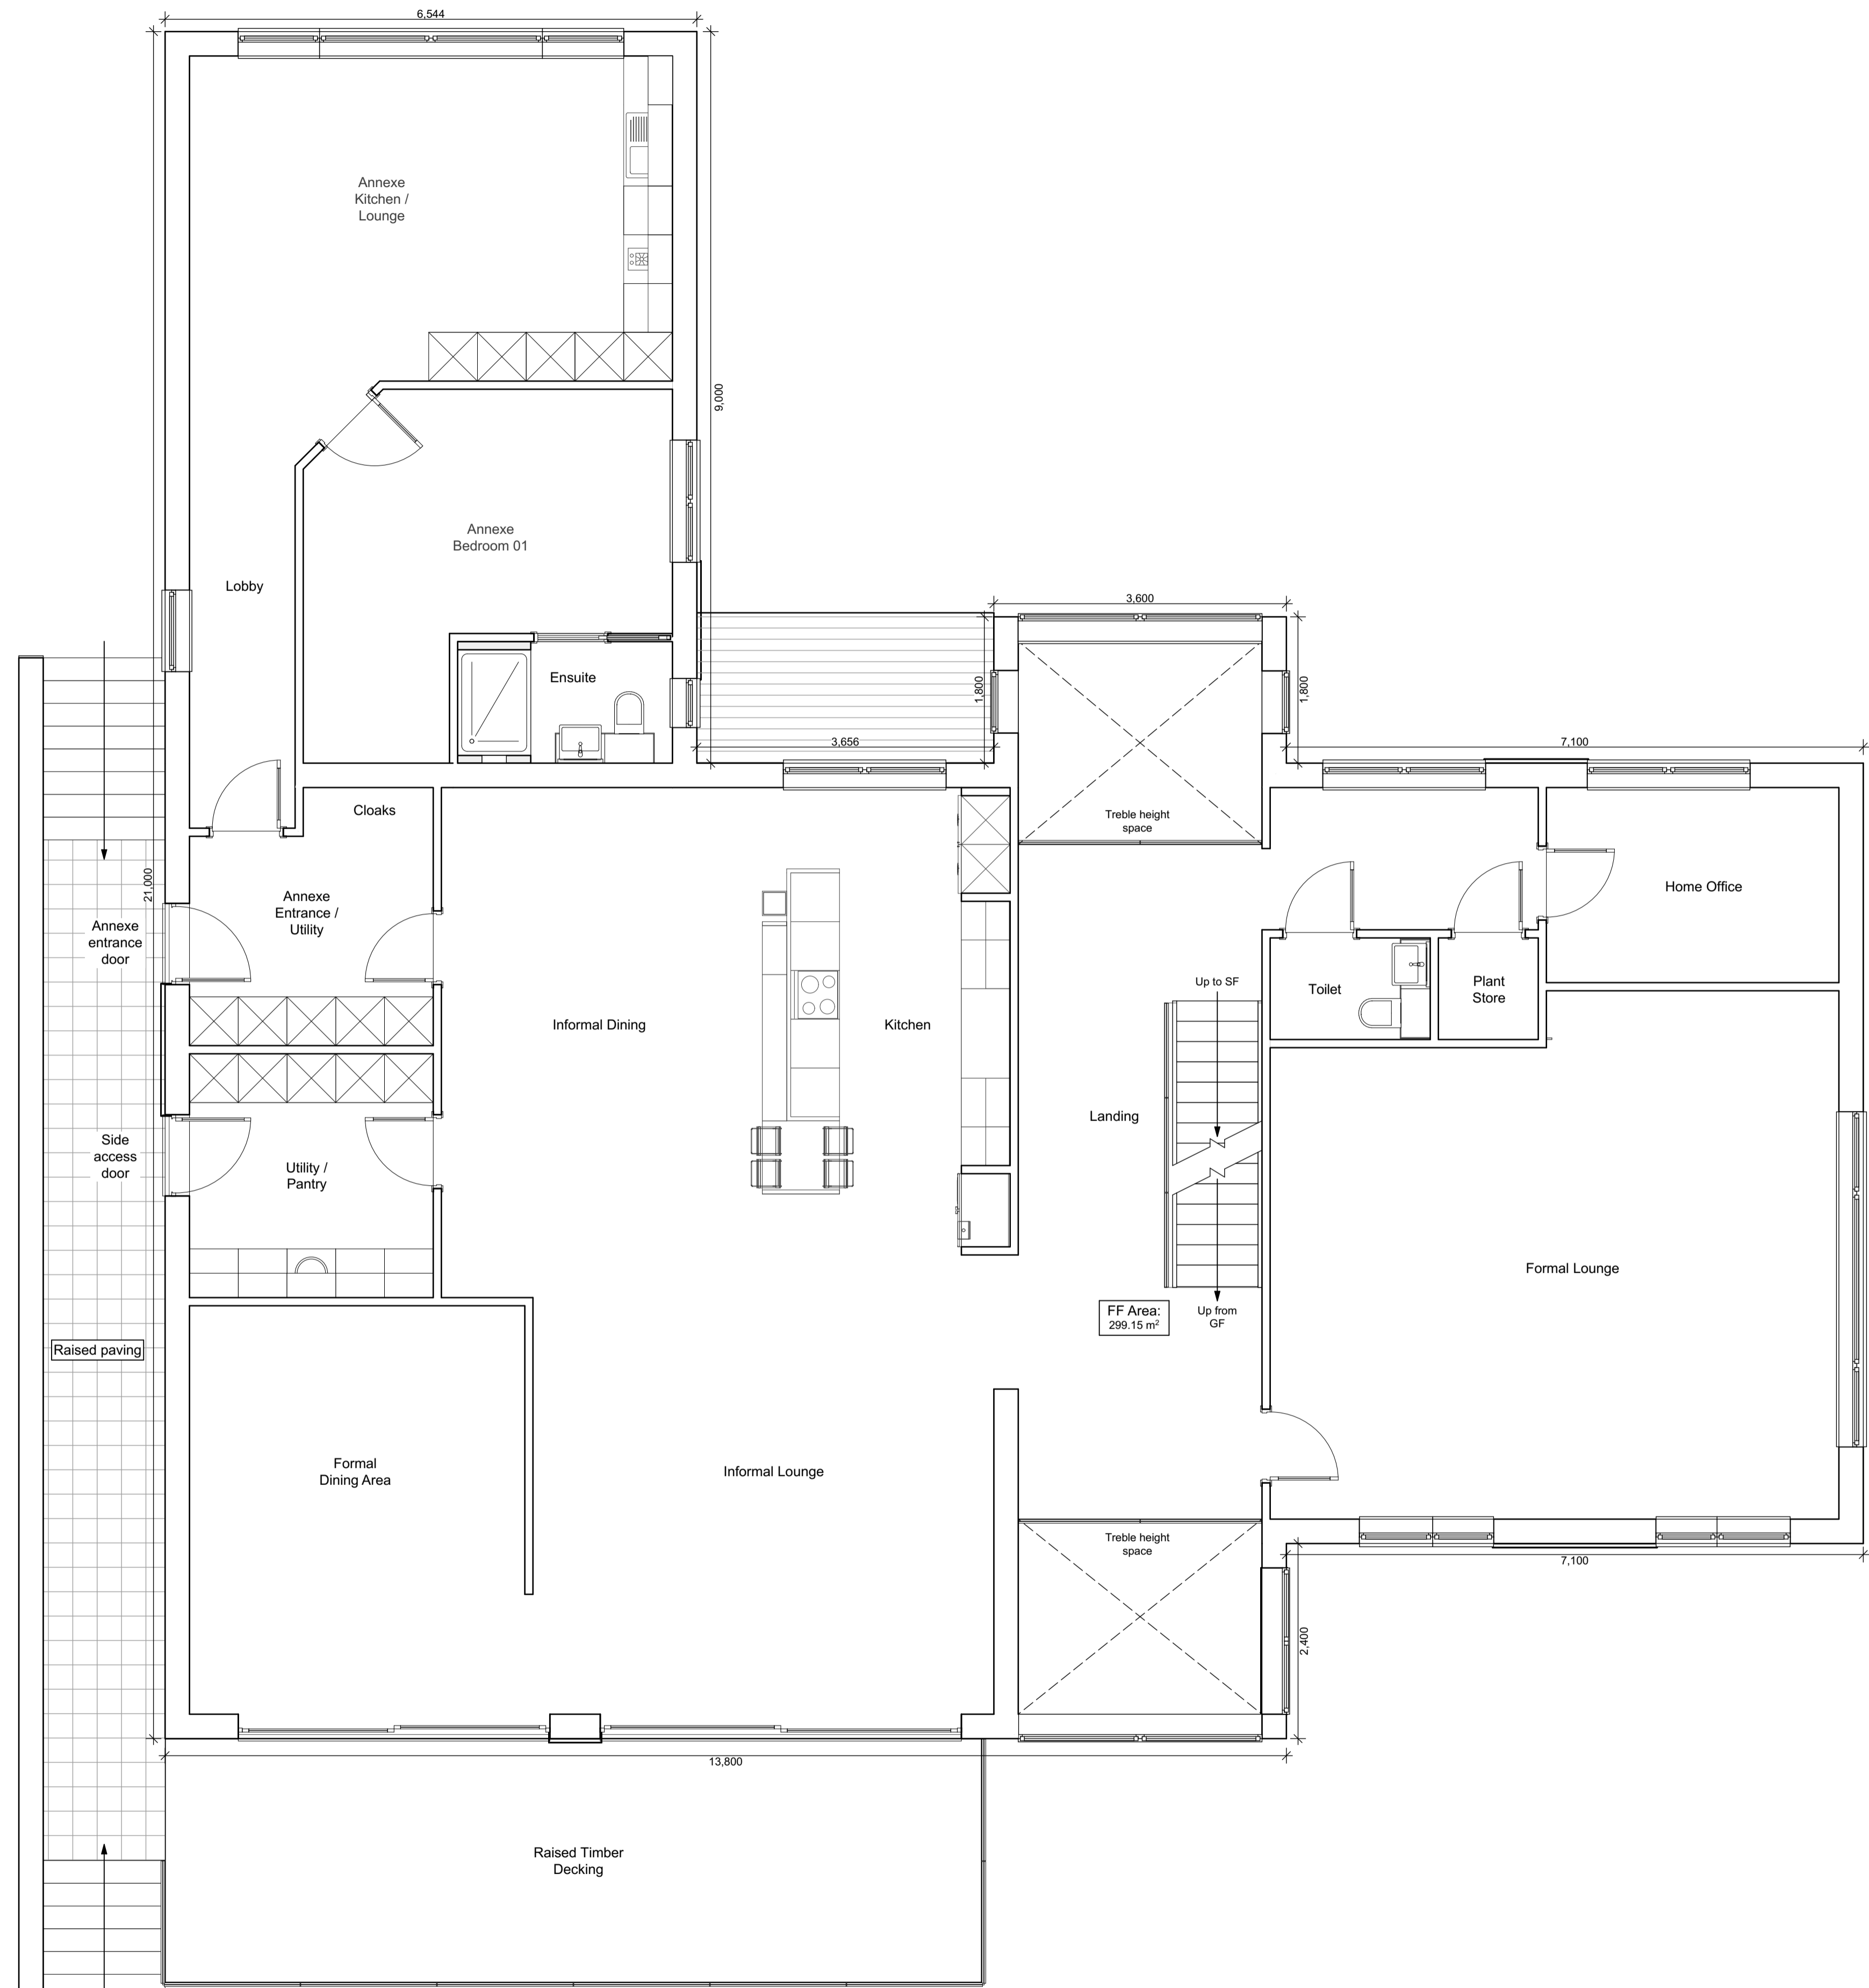 6,544
Annexe
Kitchen /
Lounge
9,000
Annexe
Bedroom 01
Lobby
3,600
Ensuite
1,800
1,800
3,656
7,100
Cloaks
Treble height
space
21,000
Annexe
Entrance /
Utility
Home Office
Annexe
entrance
door
Up to SF
Toilet
Plant
Store
Informal Dining
Kitchen
Landing
Side
access
door
Utility /
Pantry
Formal Lounge
FF Area:
299.15 m²
Up from
GF
Raised paving
Formal
Dining Area
Informal Lounge
Treble height
space
7,100
2,400
13,800
Raised Timber
Decking